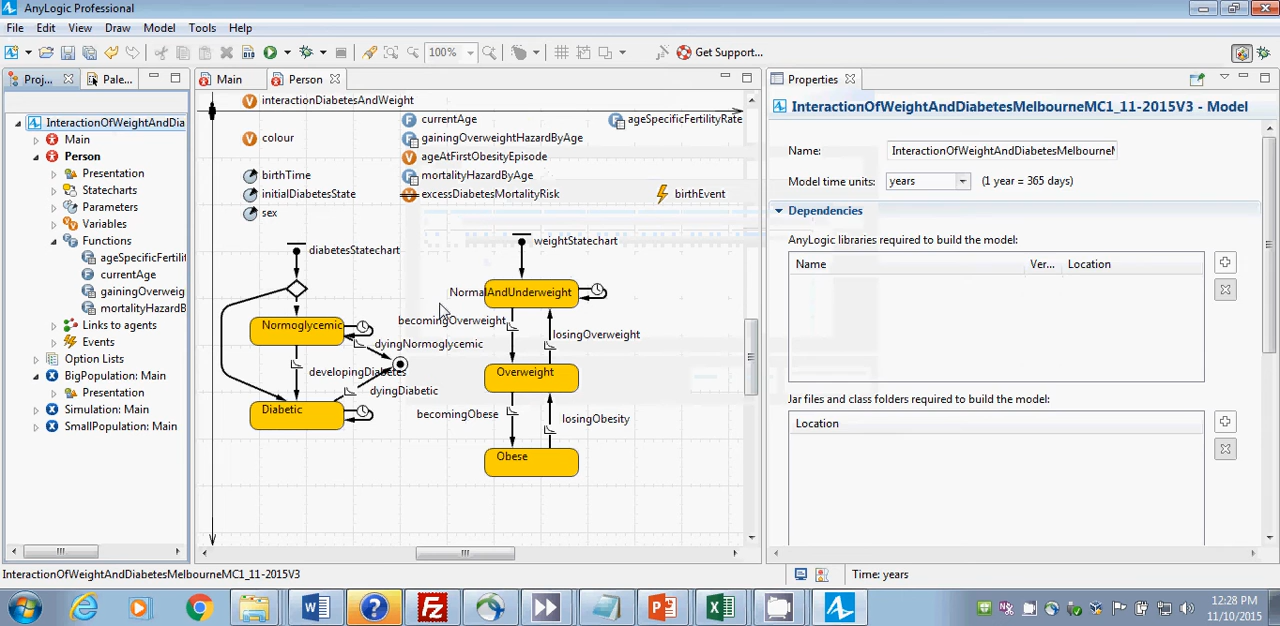 AnyLogic Professional
File Edit View Draw Model Tools Help
100% Get Support...
Proj... Pale... Main Person Properties
InteractionOfWeightAndDia
Main
Person
Presentation
Statecharts
Parameters
Variables
Functions
ageSpecificFertilit
currentAge
gainingOverweig
mortalityHazardB
Links to agents
Events
Option Lists
BigPopulation: Main
Presentation
Simulation: Main
SmallPopulation: Main
interactionDiabetesAndWeight
currentAge ageSpecificFertilityRate
colour gainingOverweightHazardByAge
ageAtFirstObesityEpisode
birthTime mortalityHazardByAge
initialDiabetesState excessDiabetesMortalityRisk birthEvent
sex
diabetesStatechart weightStatechart
NormalAndUnderweight
Normoglycemic becomingOverweight losingOverweight
dyingNormoglycemic
developingDiabetes Overweight
dyingDiabetic
Diabetic becomingObese losingObesity
Obese
InteractionOfWeightAndDiabetesMelbourneMC1_11-2015V3 - Model
Name: InteractionOfWeightAndDiabetesMelbourneM
Model time units: years (1 year = 365 days)
Dependencies
AnyLogic libraries required to build the model:
Name Ver... Location
Jar files and class folders required to build the model:
Location
InteractionOfWeightAndDiabetesMelbourneMC1_11-2015V3 Time: years
12:28 PM
11/10/2015